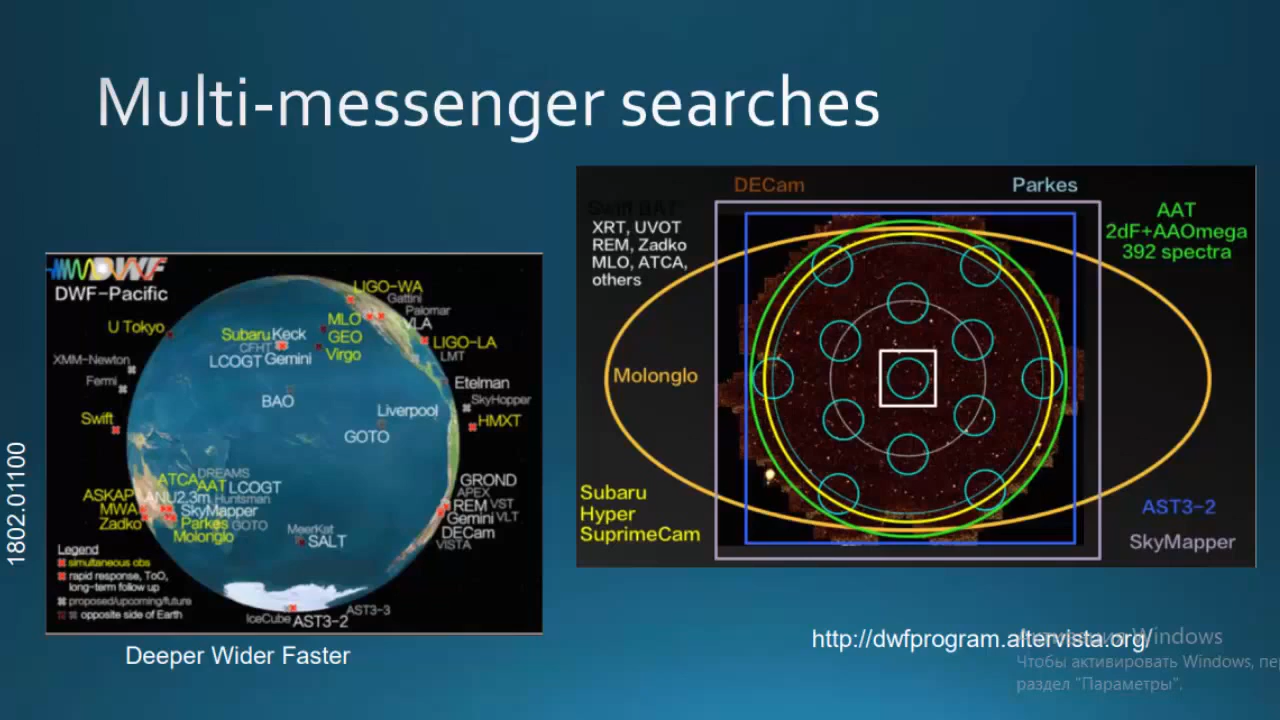 Multi-messenger searches
DWF
DWF-Pacific
LIGO-WA
Gattini
Palomar
VLA
U Tokyo
MLO
Subaru Keck
GEO
LIGO-LA
CFHT
Virgo
LMT
XMM-Newton
LCOGT Gemini
Fermi
Etelman
BAO
SkyHopper
Liverpool
Swift
HMXT
GOTO
DREAMS
ATCA
AAT LCOGT
GROND
ASKAP
ANU2.3m Huntsman
APEX
MWA
SkyMapper
REM VST
Zadko
Parkes GOTO
Gemini VLT
Molonglo
MeerKat
DECam
SALT
VISTA
Legend
simultaneous obs
rapid response, ToO,
long-term follow up
proposed/upcoming/future
opposite side of Earth
IceCube AST3-2
AST3-3
1802.01100
Deeper Wider Faster
DECam
Parkes
Swift BAT
XRT, UVOT
REM, Zadko
MLO, ATCA,
others
AAT
2dF+AAOmega
392 spectra
Molonglo
Subaru
Hyper
SuprimeCam
AST3-2
SkyMapper
http://dwfprogram.altervista.org/
Активация Windows
Чтобы активировать Windows, пе
раздел "Параметры".